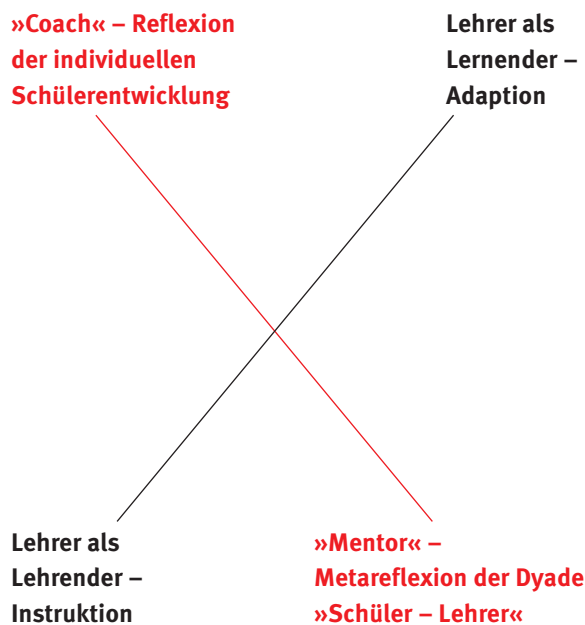 »Coach« – Reflexion
der individuellen
Schülerentwicklung
Lehrer als
Lernender –
Adaption
Lehrer als
Lehrender –
Instruktion
»Mentor« –
Metareflexion der Dyade
»Schüler – Lehrer«